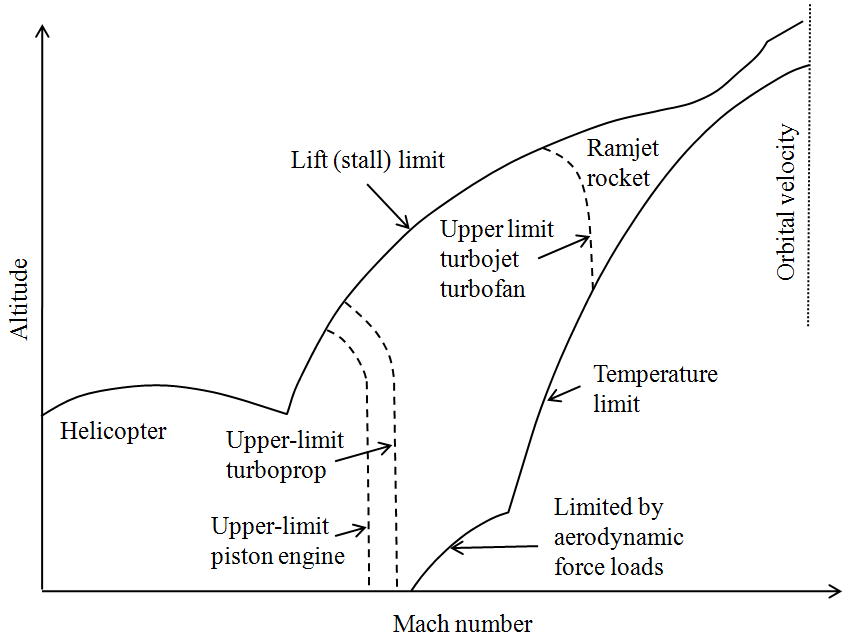 Altitude
Lift (stall) limit
Ramjet
rocket
Orbital velocity
Upper limit
turbojet
turbofan
Temperature
limit
Helicopter
Upper-limit
turboprop
Upper-limit
piston engine
Limited by
aerodynamic
force loads
Mach number